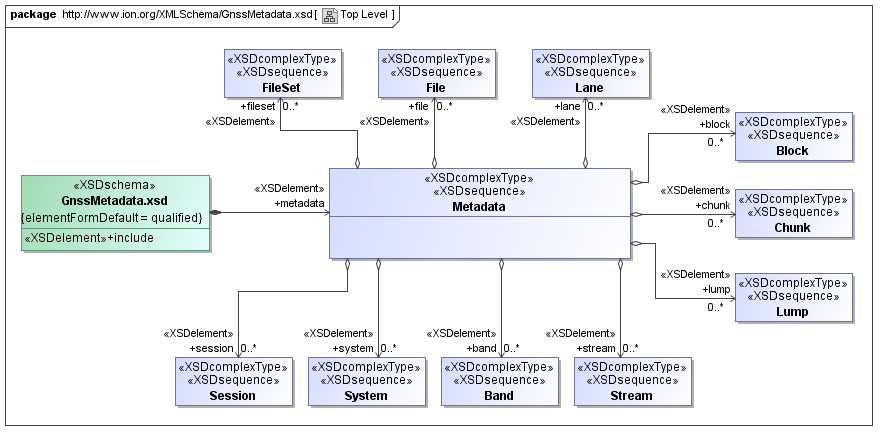 package http://www.ion.org/XMLSchema/GnssMetadata.xsd[ Top Level ]
«XSDcomplexType»
«XSDsequence»
FileSet
«XSDcomplexType»
«XSDsequence»
File
«XSDcomplexType»
«XSDsequence»
Lane
+fileset 0..*
«XSDElement»
+file 0..*
«XSDElement»
+lane 0..*
«XSDElement»
«XSDElement»
+block
0..*
«XSDcomplexType»
«XSDsequence»
Block
«XSDschema»
GnssMetadata.xsd
{elementFormDefault = qualified}
«XSDelement»+include
«XSDElement»
+metadata
«XSDcomplexType»
«XSDsequence»
Metadata
«XSDElement»
+chunk
0..*
«XSDcomplexType»
«XSDsequence»
Chunk
«XSDElement»
+lump
0..*
«XSDcomplexType»
«XSDsequence»
Lump
«XSDElement»
+session 0..*
«XSDElement»
+system 0..*
«XSDElement»
+band 0..*
«XSDElement»
+stream 0..*
«XSDcomplexType»
«XSDsequence»
Session
«XSDcomplexType»
«XSDsequence»
System
«XSDcomplexType»
«XSDsequence»
Band
«XSDcomplexType»
«XSDsequence»
Stream